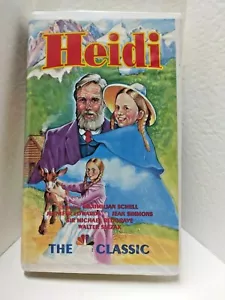 Heidi
MAXIMILIAN SCHELL
JEAN SIMMONS
SIR MICHAEL REDGRAVE
WALTER SLEZAK
THE CLASSIC